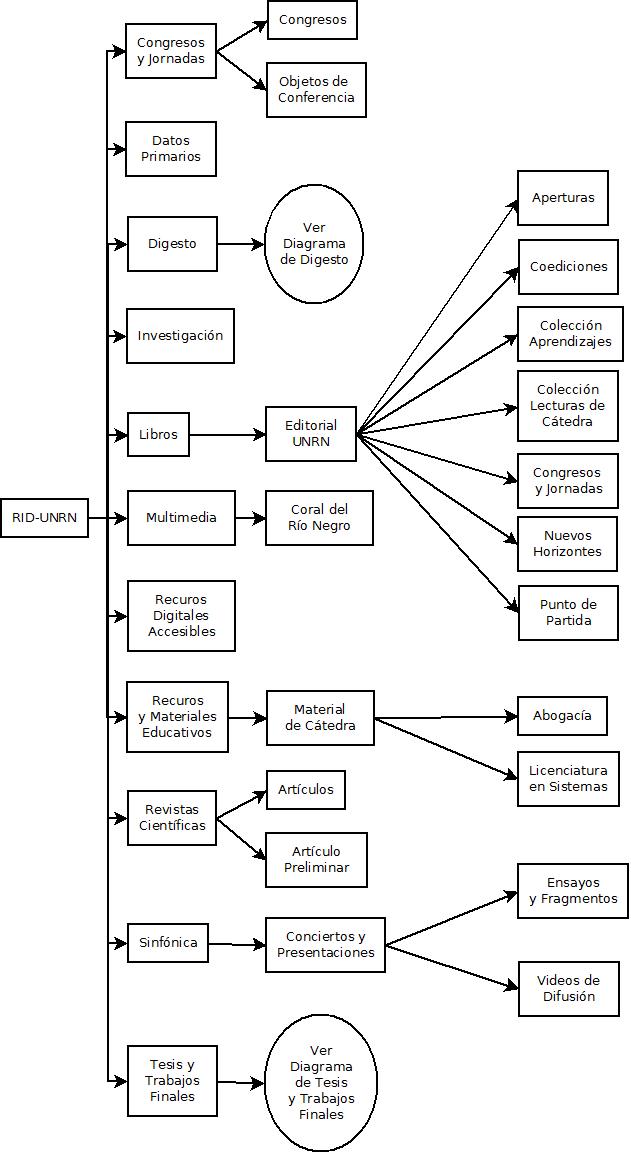 Congresos
Congresos
y Jornadas
Objetos de
Conferencia
Datos
Primarios
Aperturas
Ver
Diagrama
de Digesto
Digesto
Coediciones
Investigación
Colección
Aprendizajes
Colección
Lecturas de
Cátedra
Libros
Editorial
UNRN
Congresos
y Jornadas
RID-UNRN
Multimedia
Coral del
Río Negro
Nuevos
Horizontes
Recuros
Digitales
Accesibles
Punto de
Partida
Recuros
y Materiales
Educativos
Material
de Cátedra
Abogacía
Licenciatura
en Sistemas
Revistas
Científicas
Artículos
Artículo
Preliminar
Ensayos
y Fragmentos
Sinfónica
Conciertos y
Presentaciones
Videos de
Difusión
Tesis y
Trabajos
Finales
Ver
Diagrama
de Tesis
y Trabajos
Finales